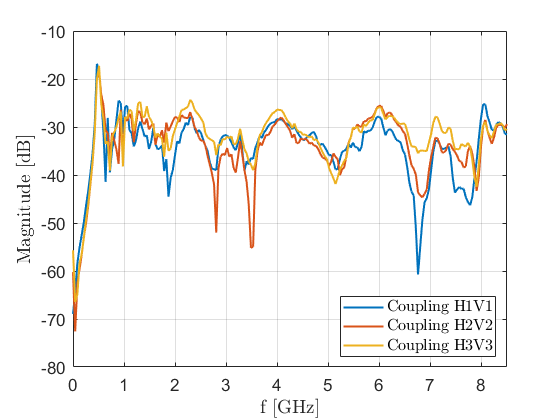 -10
-20
-30
-40
-50
-60
-70
-80
Magnitude [dB]
0 1 2 3 4 5 6 7 8
f [GHz]
Coupling H1V1
Coupling H2V2
Coupling H3V3